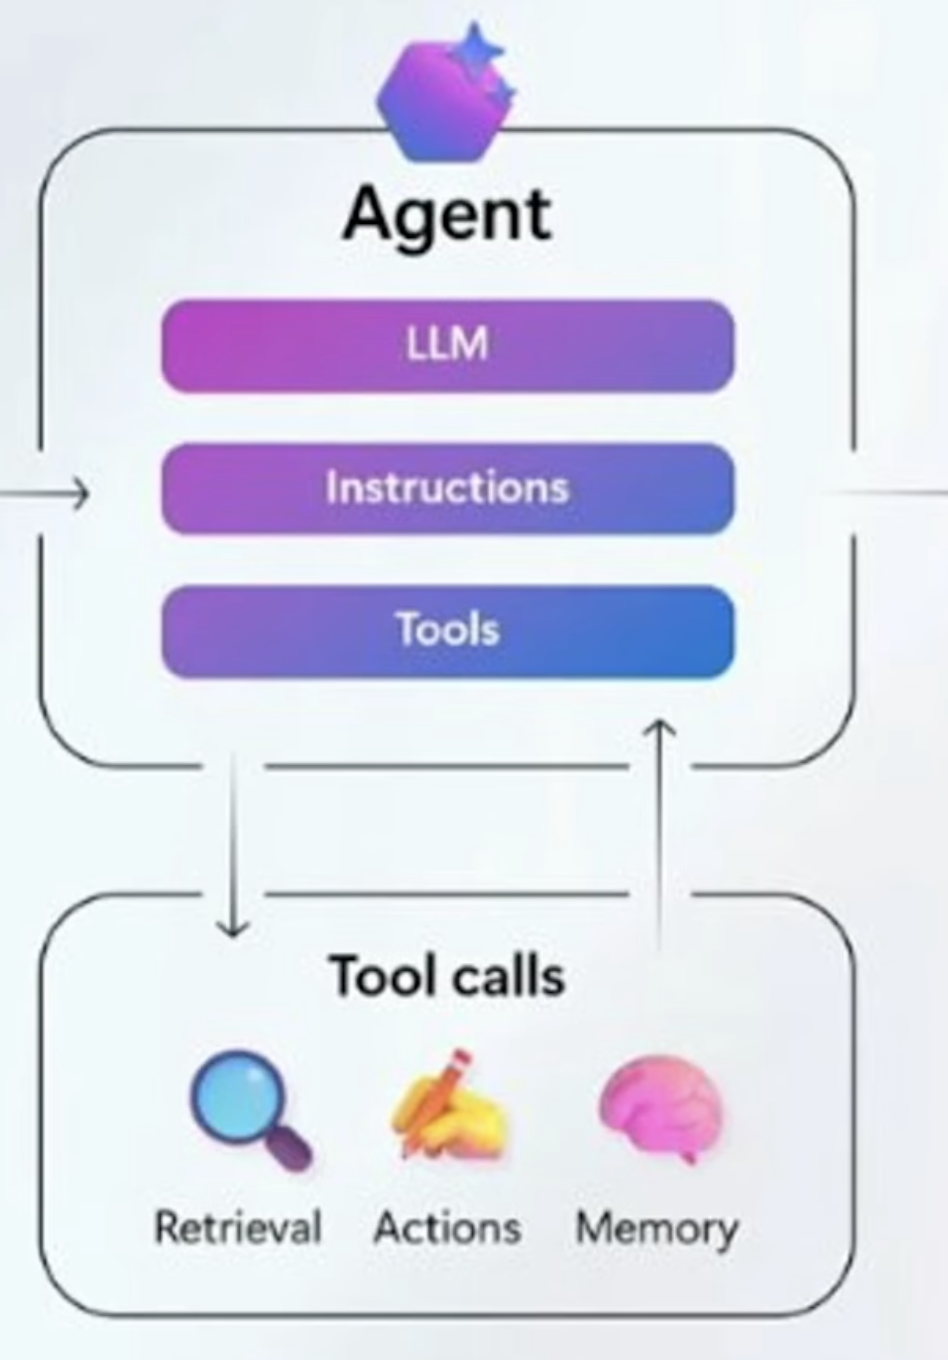 Agent
LLM
Instructions
Tools
Tool calls
Retrieval Actions Memory